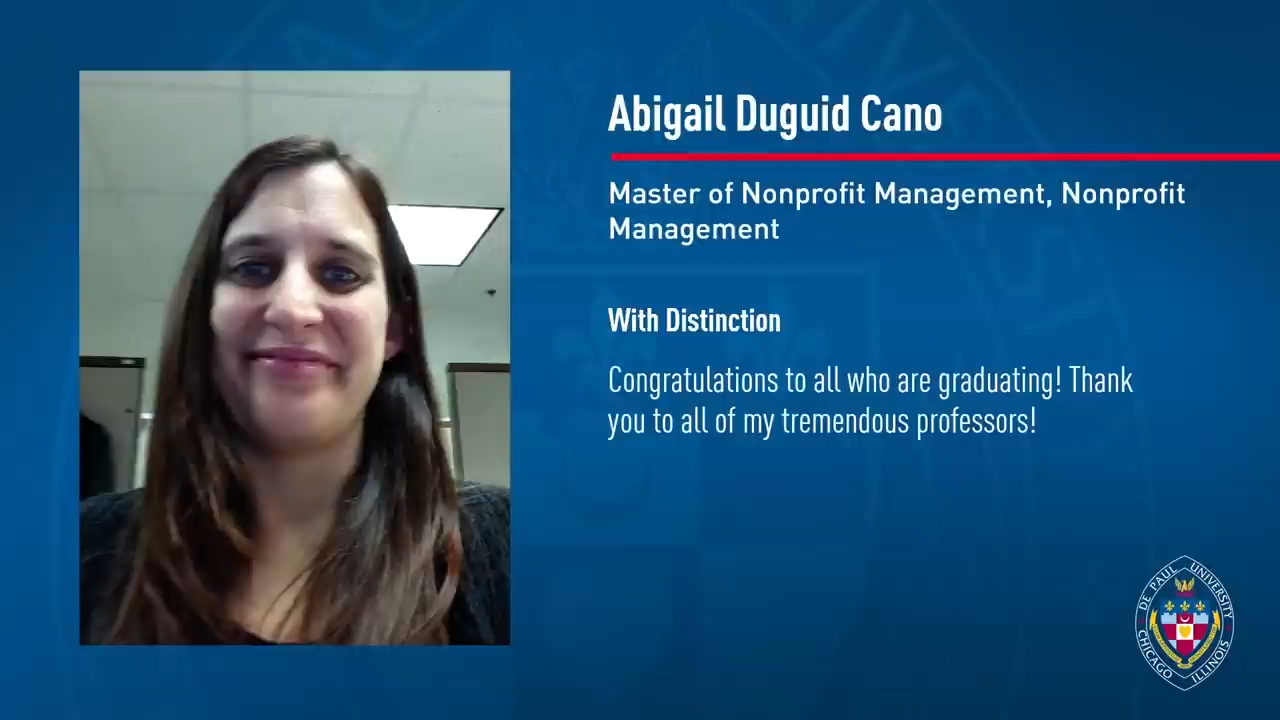 Abigail Duguid Cano
Master of Nonprofit Management, Nonprofit
Management
With Distinction
Congratulations to all who are graduating! Thank
you to all of my tremendous professors!
DE PAUL UNIVERSITY
CHICAGO ILLINOIS